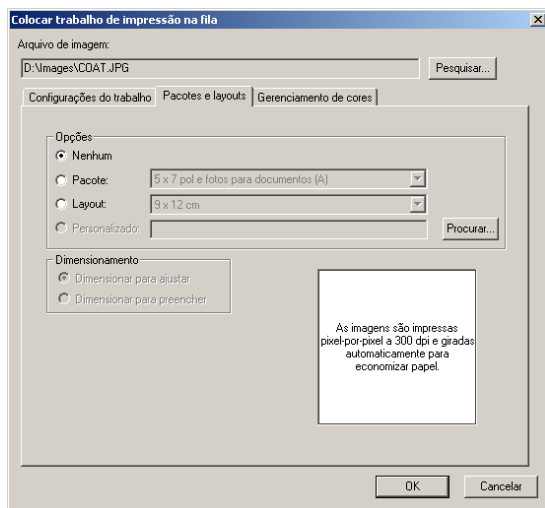 Colocar trabalho de impressão na fila
Arquivo de imagem:
D:\Images\COAT.JPG
Pesquisar...
Configurações do trabalho
Pacotes e layouts
Gerenciamento de cores
Opções
Nenhum
Pacote:
5 x 7 pol e fotos para documentos (A)
Layout:
9 x 12 cm
Personalizado:
Procurar...
Dimensionamento
Dimensionar para ajustar
Dimensionar para preencher
As imagens são impressas
pixel-por-pixel a 300 dpi e giradas
automaticamente para
economizar papel.
OK
Cancelar